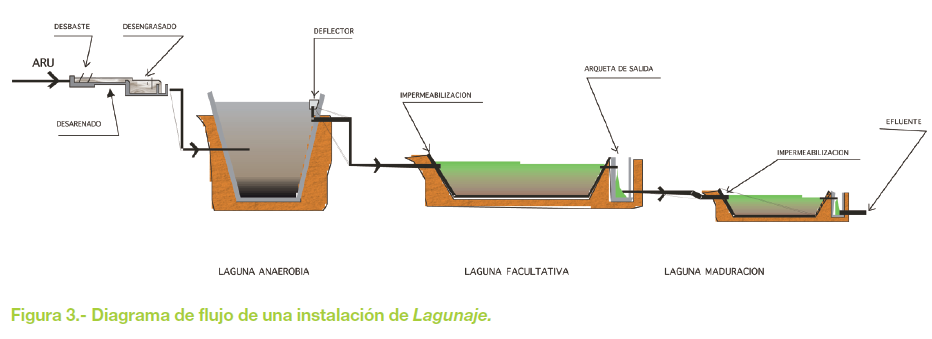 DESBASTE
DESENGRASADO
DEFLECTOR
ARU
ARQUETA DE SALIDA
IMPERMEABILIZACION
DESARENADO
EFLUENTE
IMPERMEABILIZACION
LAGUNA ANAEROBIA
LAGUNA FACULTATIVA
LAGUNA MADURACION
Figura 3.- Diagrama de flujo de una instalación de Lagunaje.